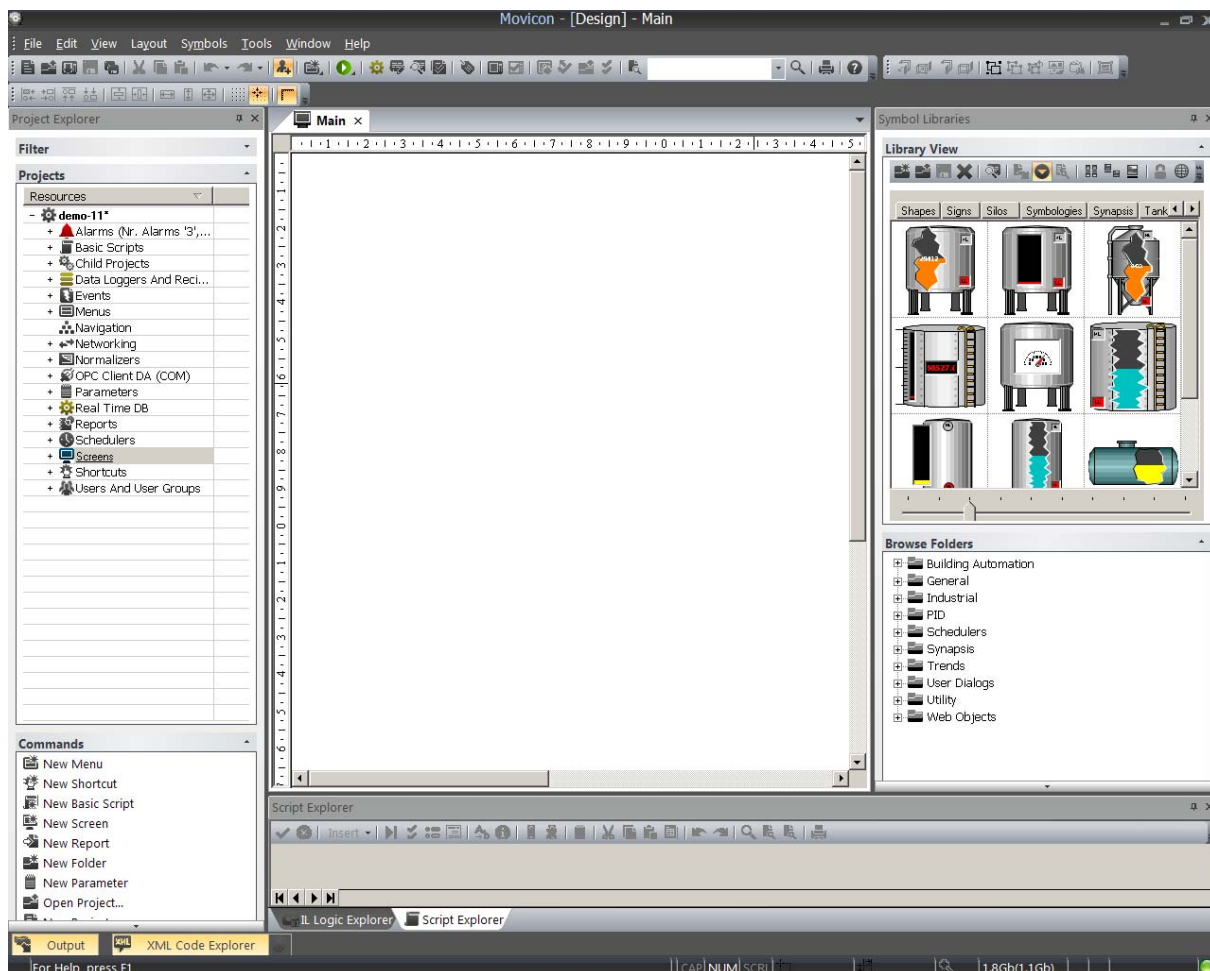 Movicon - [Design] - Main
File Edit View Layout Symbols Tools Window Help
Project Explorer
Filter
Projects
Resources
demo-11*
Alarms (Nr. Alarms '3',...
Basic Scripts
Child Projects
Data Loggers And Reci...
Events
Menus
Navigation
Networking
Normalizers
OPC Client DA (COM)
Parameters
Real Time DB
Reports
Schedulers
Screens
Shortcuts
Users And User Groups
Commands
New Menu
New Shortcut
New Basic Script
New Screen
New Report
New Folder
New Parameter
Open Project...
Main
Script Explorer
Insert
IL Logic Explorer
Script Explorer
Symbol Libraries
Library View
Shapes Signs Silos Symbologies Synapsis Tank
Browse Folders
Building Automation
General
Industrial
PID
Schedulers
Synapsis
Trends
User Dialogs
Utility
Web Objects
Output
XML Code Explorer
For Help, press F1
CAP NUM SCRL
1.8Gb(1.1Gb)